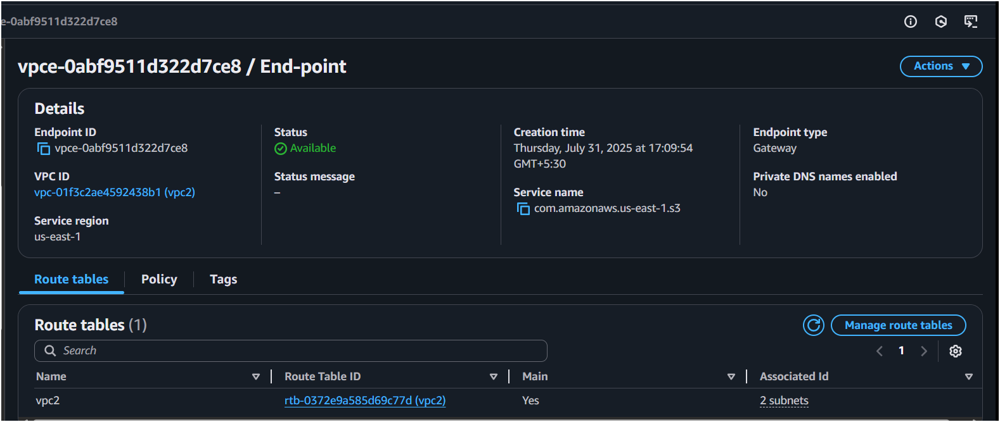 e-0abf9511d322d7ce8
vpce-0abf9511d322d7ce8 / End-point
Actions
Details
Endpoint ID
vpce-0abf9511d322d7ce8
VPC ID
vpc-01f3c2ae4592438b1 (vpc2)
Service region
us-east-1
Status
Available
Status message
–
Creation time
Thursday, July 31, 2025 at 17:09:54
GMT+5:30
Service name
com.amazonaws.us-east-1.s3
Endpoint type
Gateway
Private DNS names enabled
No
Route tables
Policy
Tags
Route tables (1)
Manage route tables
Search
1
Name
Route Table ID
Main
Associated Id
vpc2
rtb-0372e9a585d69c77d (vpc2)
Yes
2 subnets